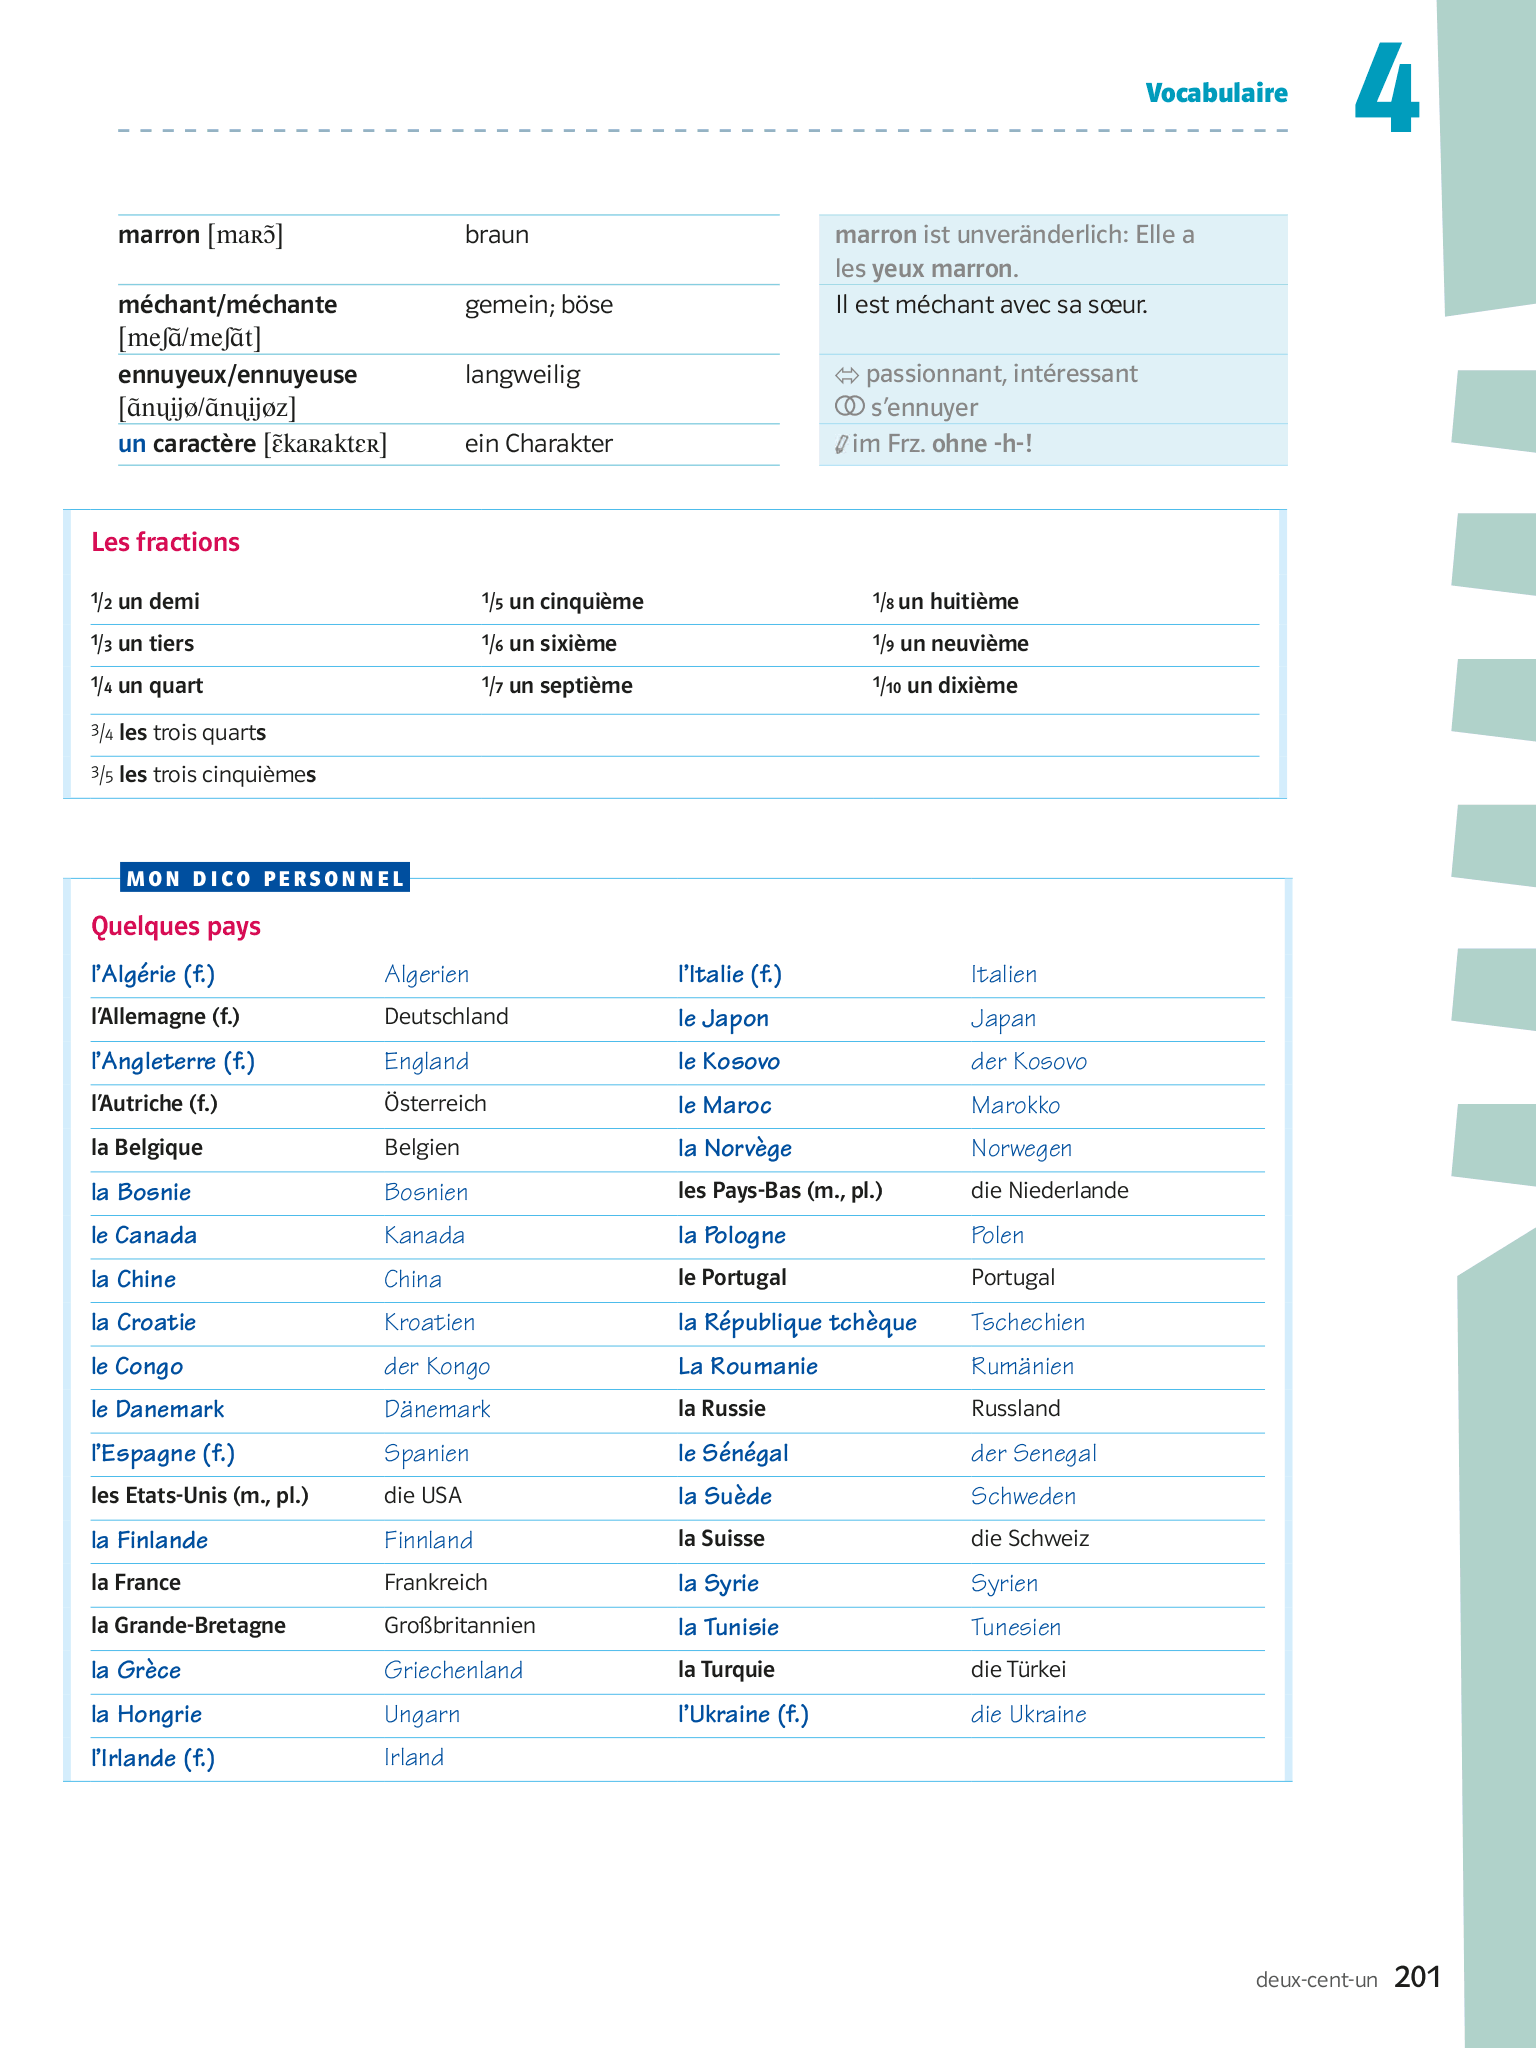 Vocabulaire 4
marron [maʀɔ̃] braun marron ist unveränderlich: Elle a
les yeux marron.
méchant/méchante gemein; böse Il est méchant avec sa sœur.
[meʃɑ̃/meʃɑ̃t]
ennuyeux/ennuyeuse langweilig ⬄ passionnant, intéressant
[ɑ̃nɥijø/ɑ̃nɥijøz] s’ennuyer
un caractère [ɛ̃kaʀaktɛʀ] ein Charakter im Frz. ohne -h-!
Les fractions
1/2 un demi 1/5 un cinquième 1/8 un huitième
1/3 un tiers 1/6 un sixième 1/9 un neuvième
1/4 un quart 1/7 un septième 1/10 un dixième
3/4 les trois quarts
3/5 les trois cinquièmes
MON DICO PERSONNEL
Quelques pays
l’Algérie (f.) Algerien l’Italie (f.) Italien
l’Allemagne (f.) Deutschland le Japon Japan
l’Angleterre (f.) England le Kosovo der Kosovo
l’Autriche (f.) Österreich le Maroc Marokko
la Belgique Belgien la Norvège Norwegen
la Bosnie Bosnien les Pays-Bas (m., pl.) die Niederlande
le Canada Kanada la Pologne Polen
la Chine China le Portugal Portugal
la Croatie Kroatien la République tchèque Tschechien
le Congo der Kongo La Roumanie Rumänien
le Danemark Dänemark la Russie Russland
l’Espagne (f.) Spanien le Sénégal der Senegal
les Etats-Unis (m., pl.) die USA la Suède Schweden
la Finlande Finnland la Suisse die Schweiz
la France Frankreich la Syrie Syrien
la Grande-Bretagne Großbritannien la Tunisie Tunesien
la Grèce Griechenland la Turquie die Türkei
la Hongrie Ungarn l’Ukraine (f.) die Ukraine
l’Irlande (f.) Irland
deux-cent-un 201